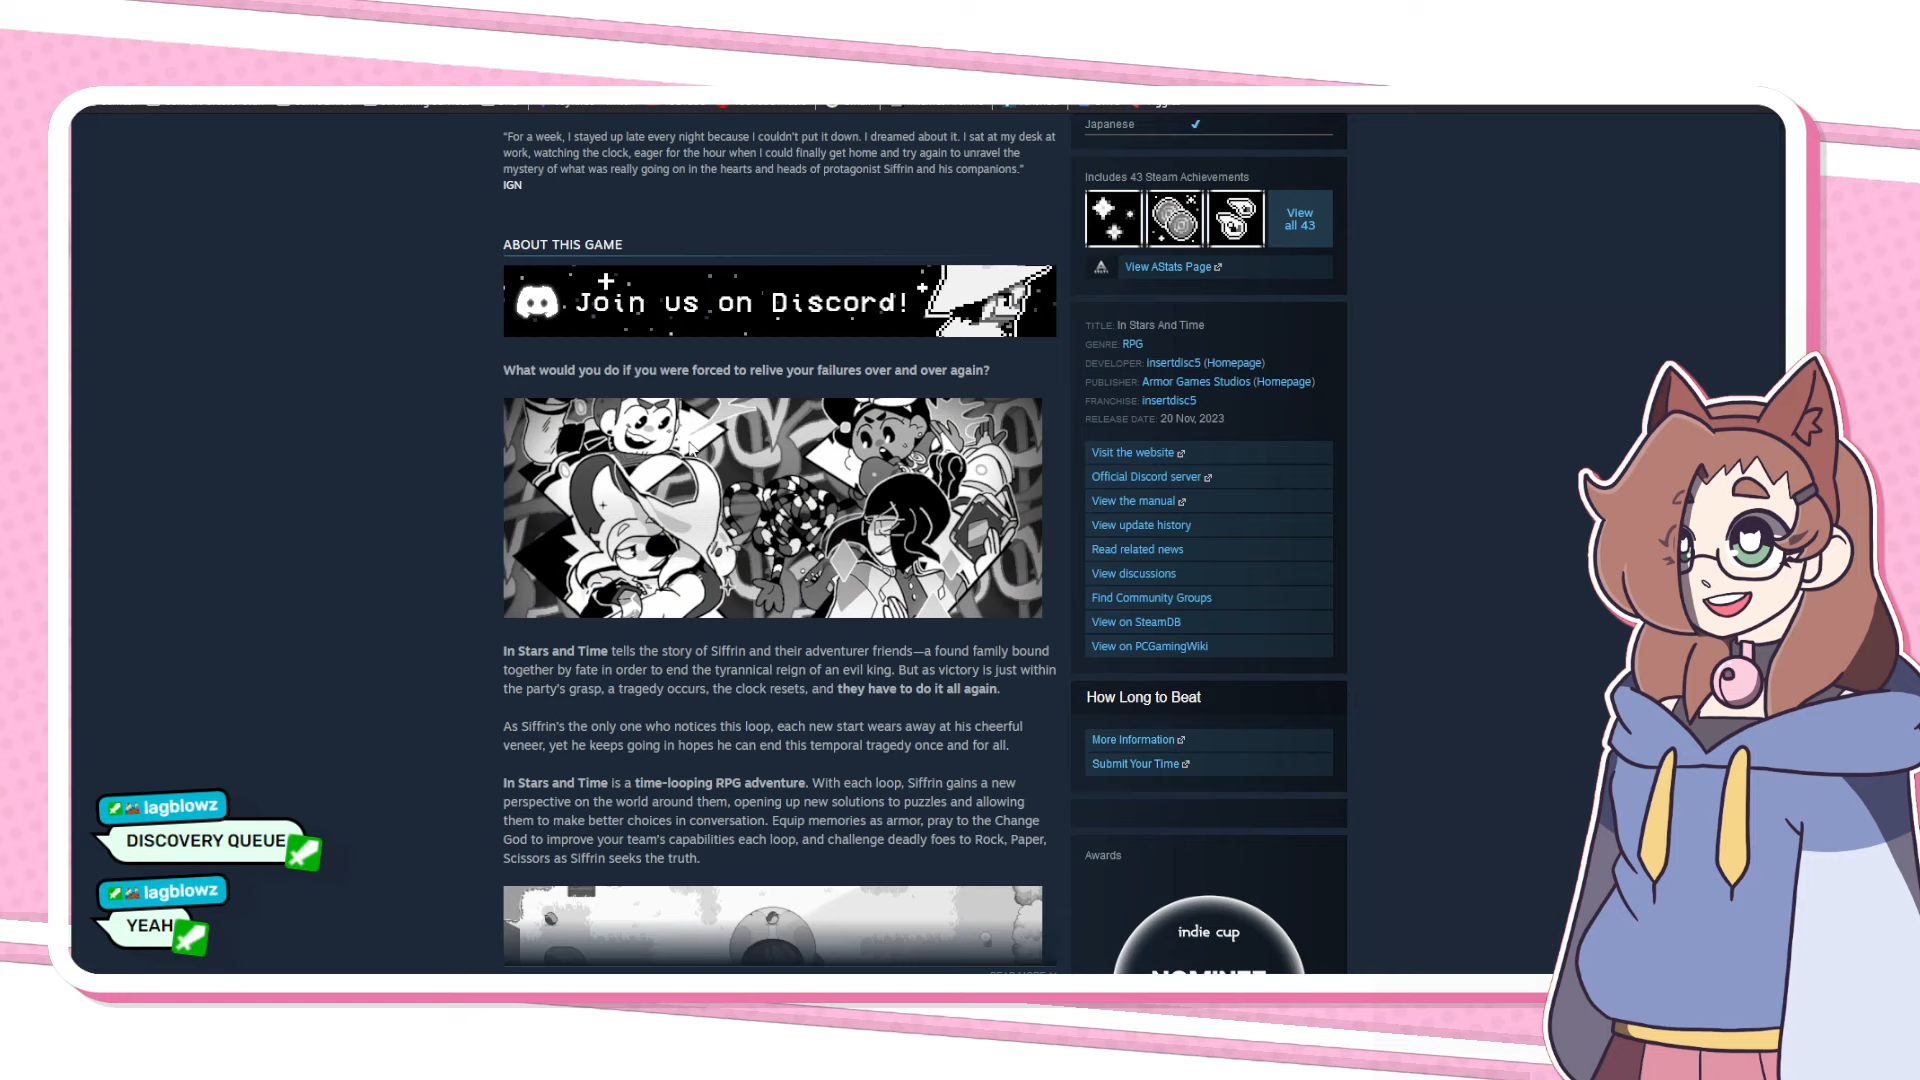 "For a week, I stayed up late every night because I couldn't put it down. I dreamed about it. I sat at my desk at
work, watching the clock, eager for the hour when I could finally get home and try again to unravel the
mystery of what was really going on in the hearts and heads of protagonist Siffrin and his companions."
IGN
ABOUT THIS GAME
Join us on Discord!
What would you do if you were forced to relive your failures over and over again?
In Stars and Time tells the story of Siffrin and their adventurer friends—a found family bound
together by fate in order to end the tyrannical reign of an evil king. But as victory is just within
the party's grasp, a tragedy occurs, the clock resets, and they have to do it all again.
As Siffrin's the only one who notices this loop, each new start wears away at his cheerful
veneer, yet he keeps going in hopes he can end this temporal tragedy once and for all.
In Stars and Time is a time-looping RPG adventure. With each loop, Siffrin gains a new
perspective on the world around them, opening up new solutions to puzzles and allowing
them to make better choices in conversation. Equip memories as armor, pray to the Change
God to improve your team's capabilities each loop, and challenge deadly foes to Rock, Paper,
Scissors as Siffrin seeks the truth.
Japanese ✔
Includes 43 Steam Achievements
View
all 43
View AStats Page
TITLE: In Stars And Time
GENRE: RPG
DEVELOPER: insertdisc5 (Homepage)
PUBLISHER: Armor Games Studios (Homepage)
FRANCHISE: insertdisc5
RELEASE DATE: 20 Nov, 2023
Visit the website
Official Discord server
View the manual
View update history
Read related news
View discussions
Find Community Groups
View on SteamDB
View on PCGamingWiki
How Long to Beat
More Information
Submit Your Time
Awards
indie cup
NOMINEE
lagblowz
DISCOVERY QUEUE
lagblowz
YEAH